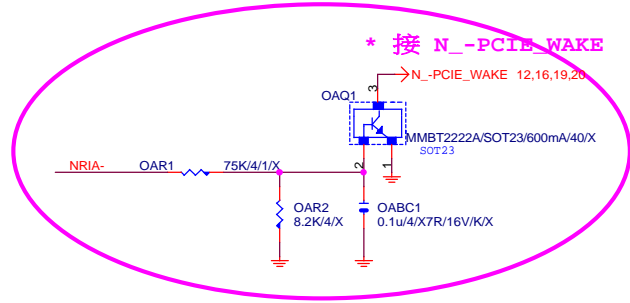 * 接 N_-PCIE_WAKE
N_-PCIE_WAKE 12,16,19,20
3
OAQ1
MMBT2222A/SOT23/600mA/40/X
SOT23
2
1
NRIA-
OAR1
75K/4/1/X
OAR2
8.2K/4/X
OABC1
0.1u/4/X7R/16V/K/X